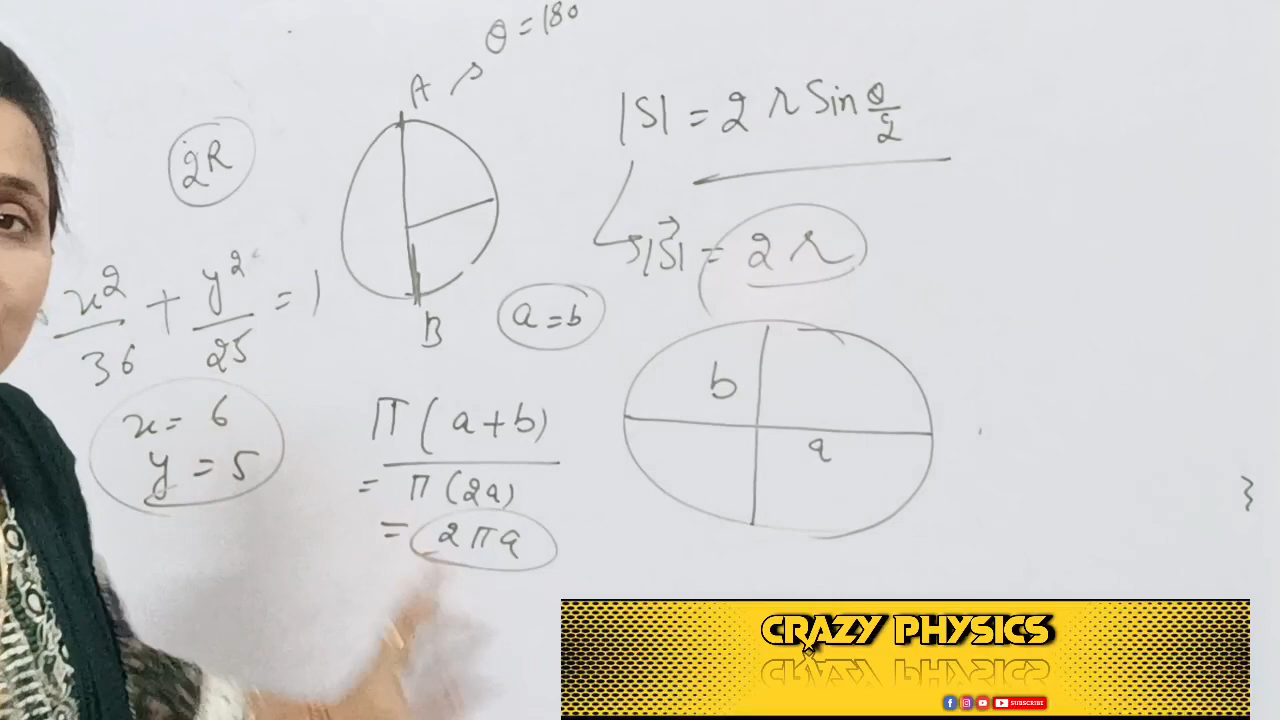 θ = 180
A
2R
|S| = 2 r Sin θ/2
|S⃗| = 2 r
x²/36 + y²/25 = 1
B
a = b
x = 6
y = 5
π ( a + b )
= π (2a)
= 2πa
b
a
}
CRAZY PHYSICS
SUBSCRIBE